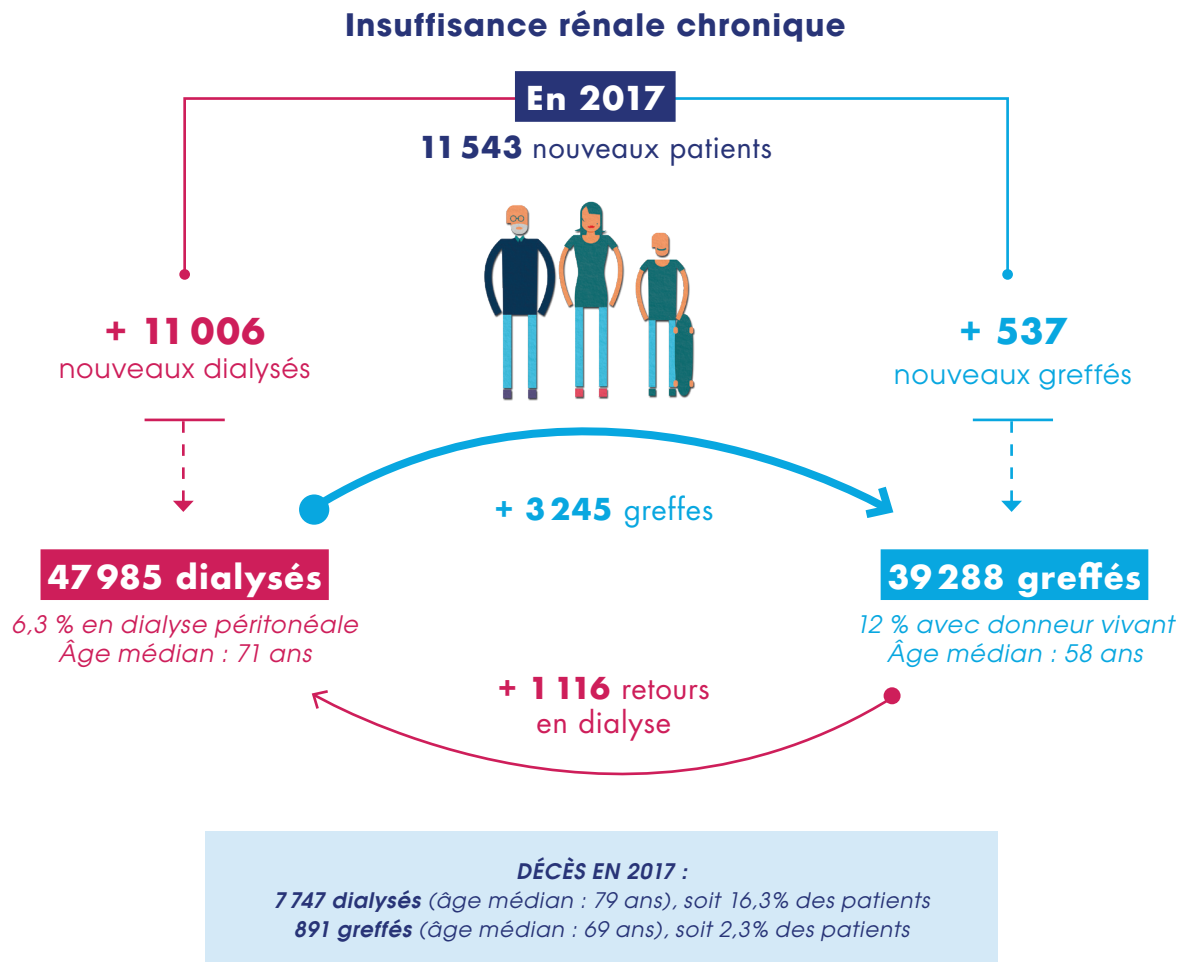 Insuffisance rénale chronique
En 2017
11 543 nouveaux patients
+ 11 006
nouveaux dialysés
+ 537
nouveaux greffés
+ 3 245 greffes
47 985 dialysés
6,3 % en dialyse péritonéale
Âge médian : 71 ans
39 288 greffés
12 % avec donneur vivant
Âge médian : 58 ans
+ 1 116 retours
en dialyse
DÉCÈS EN 2017 :
7 747 dialysés (âge médian : 79 ans), soit 16,3% des patients
891 greffés (âge médian : 69 ans), soit 2,3% des patients